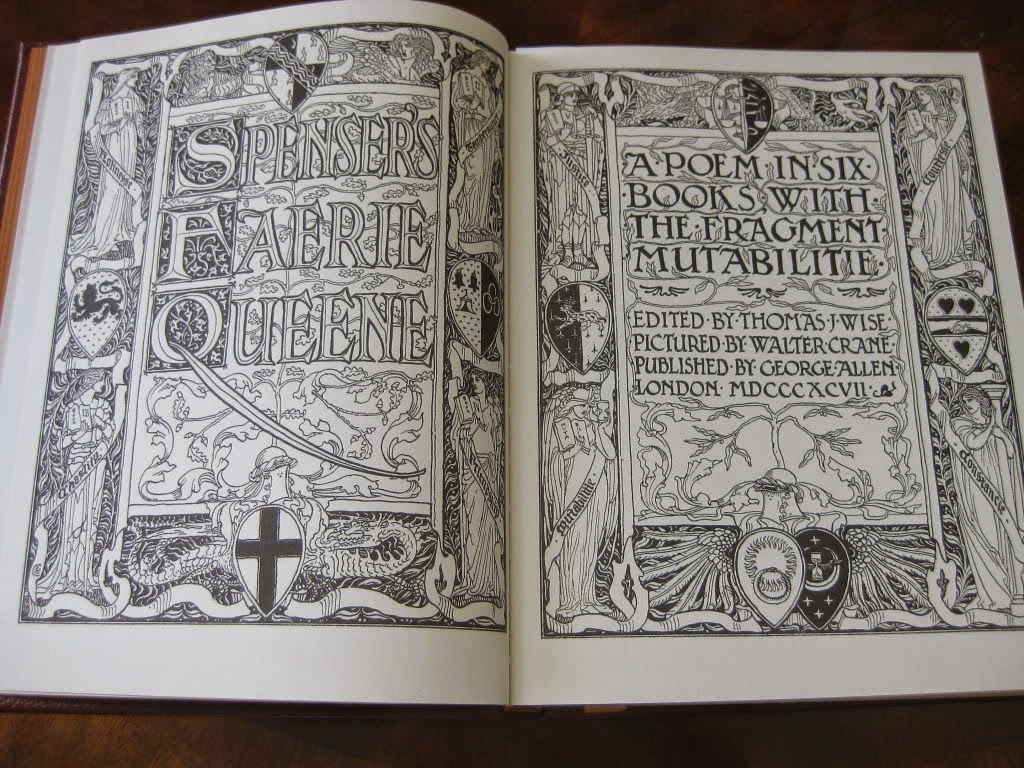 SPENSER'S
FAERIE
QUEENE
A·POEM·IN·SIX·
BOOKS·WITH·
THE·FRAGMENT·
MUTABILITIE·
EDITED·BY·THOMAS·J·WISE·
PICTURED·BY·WALTER·CRANE·
PUBLISHED·BY·GEORGE·ALLEN·
LONDON·MDCCCXCVII·